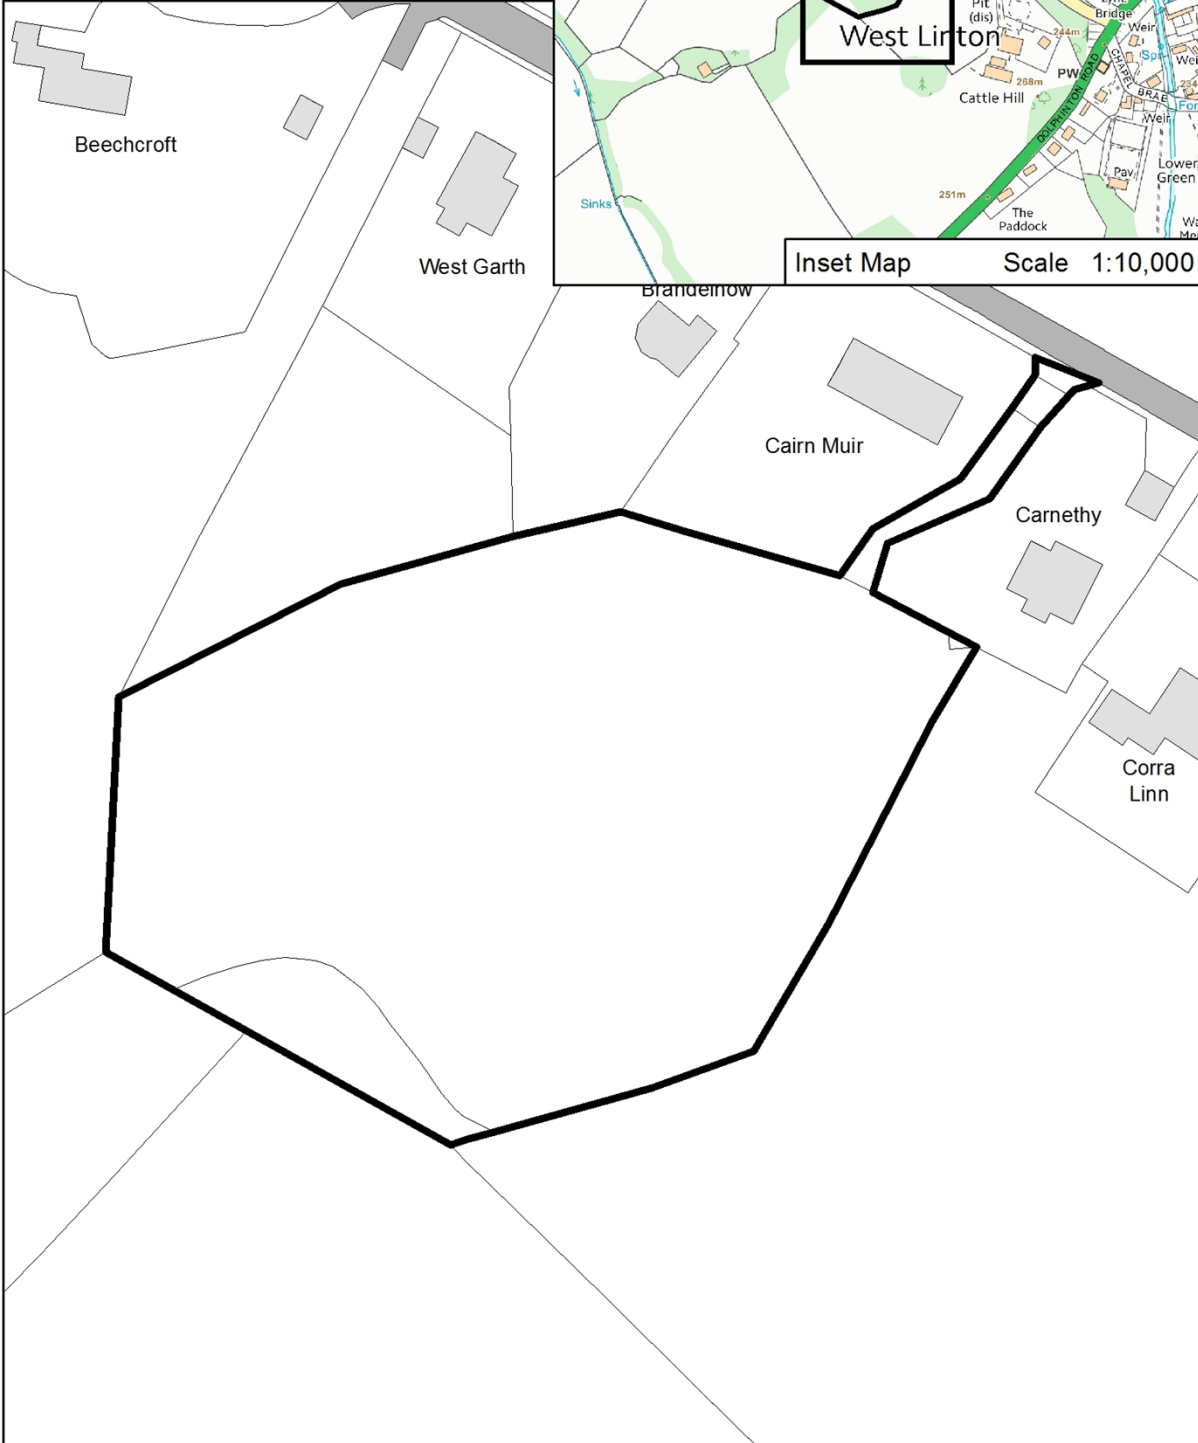 Beechcroft
West Garth
Cairn Muir
Carnethy
Corra
Linn
Pit
(dis)
Bridge
Weir
244m
West Linton
Spr
PW
268m
Cattle Hill
CHAPEL BRAE
DOLPHINTON ROAD
Weir
Pav
Lower
Green
251m
The
Paddock
Sinks
Inset Map Scale 1:10,000